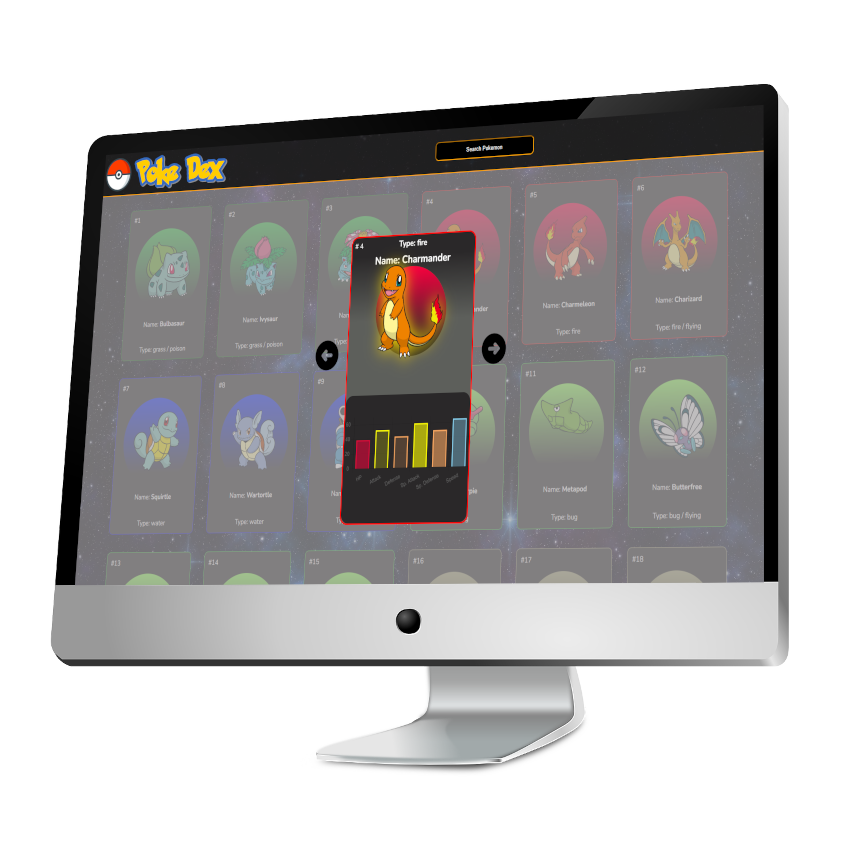 Poke Dex
Search Pokemon
#1
Name: Bulbasaur
Type: grass / poison
#2
Name: Ivysaur
Type: grass / poison
#3
#4
#5
Name: Charmeleon
Type: fire
#6
Name: Charizard
Type: fire / flying
# 4
Type: fire
Name: Charmander
HP
Attack
Defense
Sp. Attack
Sp. Defense
Speed
#7
Name: Squirtle
Type: water
#8
Name: Wartortle
Type: water
#9
#11
Name: Metapod
Type: bug
#12
Name: Butterfree
Type: bug / flying
#13
#14
#15
#16
#17
#18